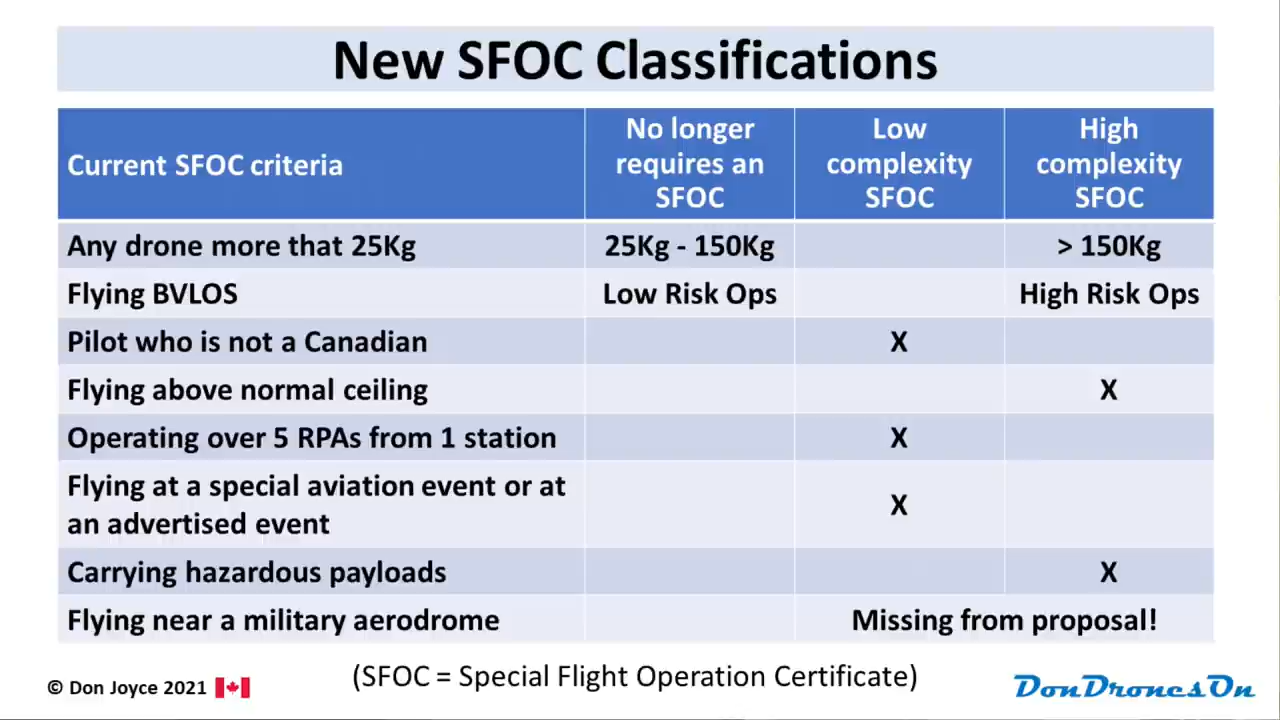 New SFOC Classifications
Current SFOC criteria
No longer
requires an
SFOC
Low
complexity
SFOC
High
complexity
SFOC
Any drone more that 25Kg 25Kg - 150Kg > 150Kg
Flying BVLOS Low Risk Ops High Risk Ops
Pilot who is not a Canadian X
Flying above normal ceiling X
Operating over 5 RPAs from 1 station X
Flying at a special aviation event or at
an advertised event
X
Carrying hazardous payloads X
Flying near a military aerodrome Missing from proposal!
(SFOC = Special Flight Operation Certificate)
© Don Joyce 2021
DonDronesOn